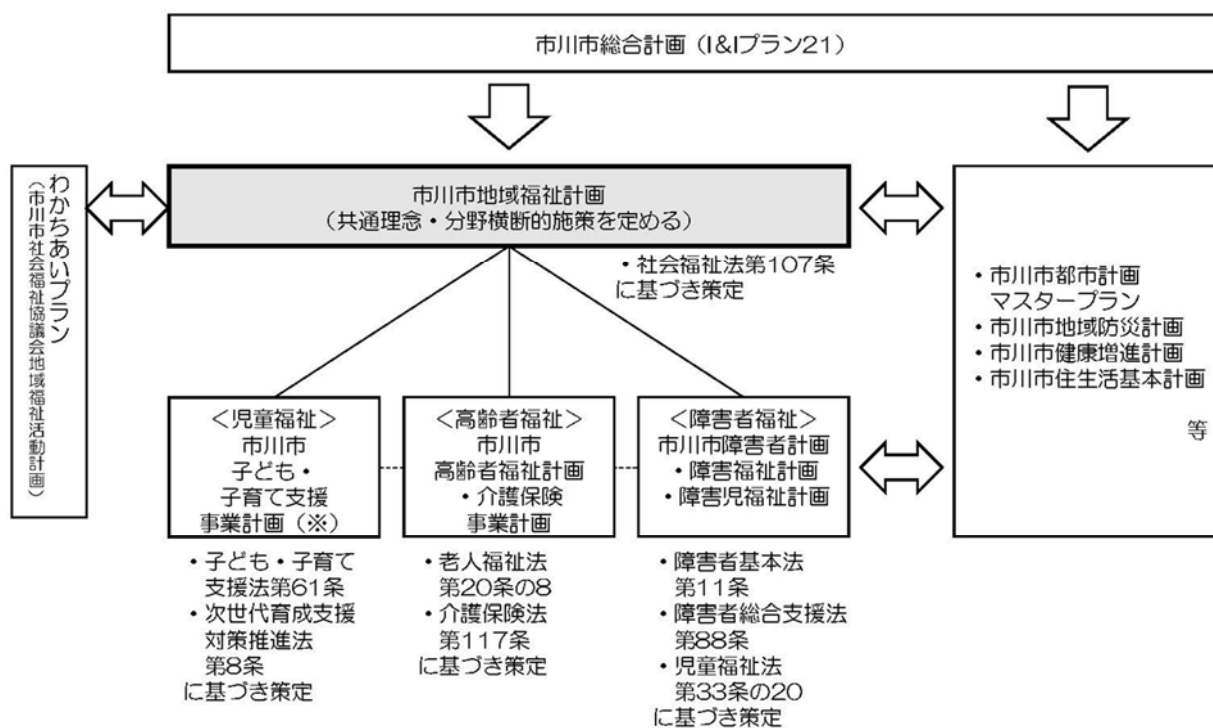 市川市総合計画（I&Iプラン21）
わかちあいプラン
（市川市社会福祉協議会地域福祉活動計画）
市川市地域福祉計画
（共通理念・分野横断的施策を定める）
・社会福祉法第107条
に基づき策定
・市川市都市計画
マスタープラン
・市川市地域防災計画
・市川市健康増進計画
・市川市住生活基本計画
等
＜児童福祉＞
市川市
子ども・
子育て支援
事業計画（※）
＜高齢者福祉＞
市川市
高齢者福祉計画
・介護保険
事業計画
＜障害者福祉＞
市川市障害者計画
・障害福祉計画
・障害児福祉計画
・子ども・子育て
支援法第61条
・次世代育成支援
対策推進法
第8条
に基づき策定
・老人福祉法
第20条の8
・介護保険法
第117条
に基づき策定
・障害者基本法
第11条
・障害者総合支援法
第88条
・児童福祉法
第33条の20
に基づき策定